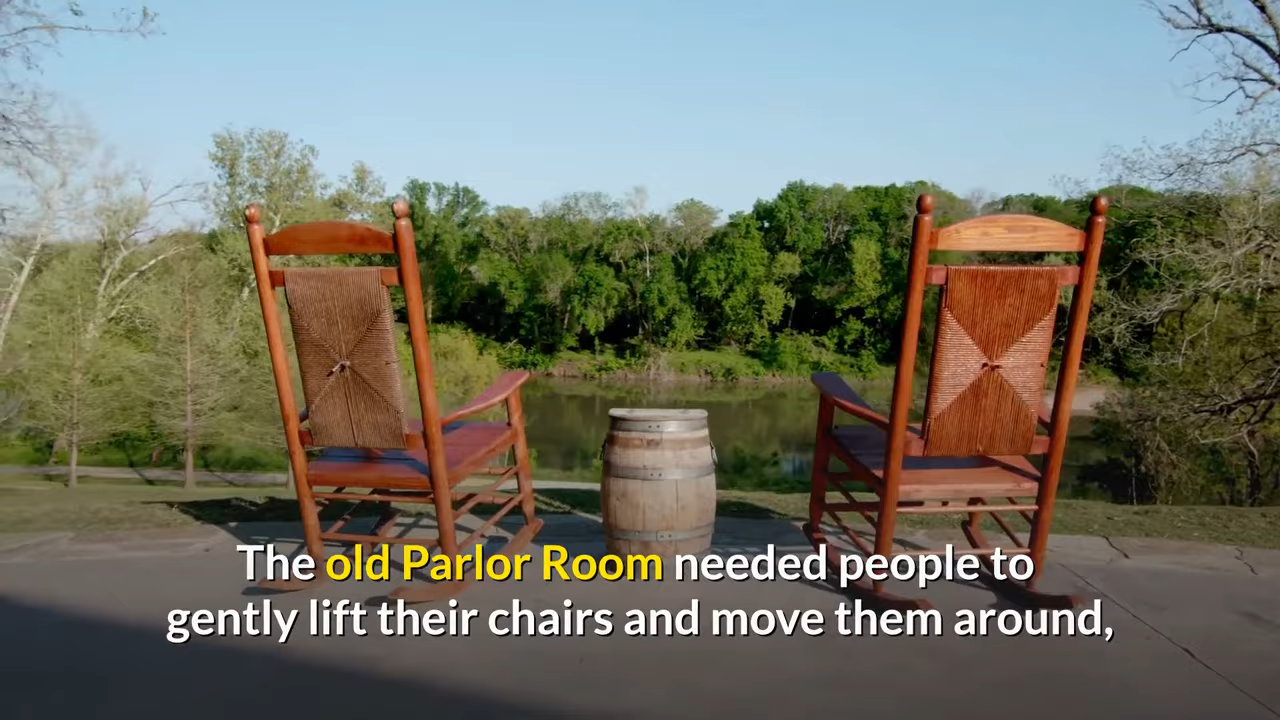 The old Parlor Room needed people to
gently lift their chairs and move them around,